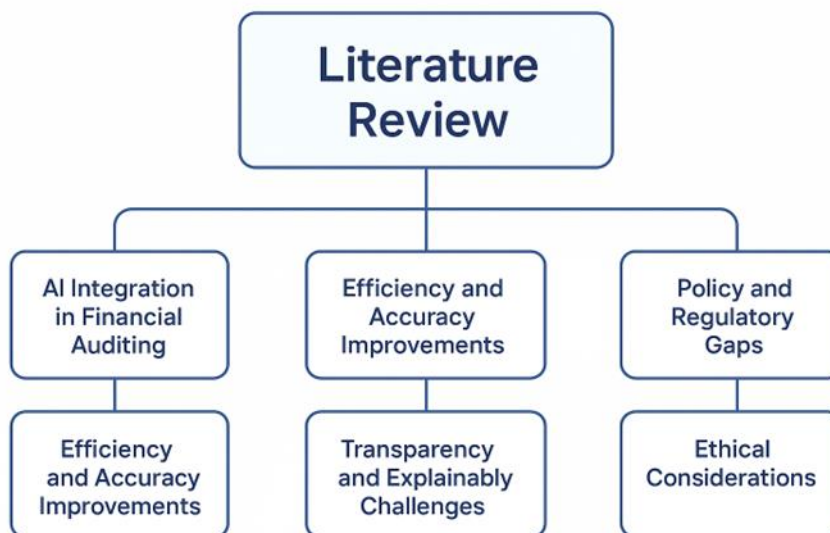 Literature
Review
AI Integration
in Financial
Auditing
Efficiency and
Accuracy
Improvements
Policy and
Regulatory
Gaps
Efficiency
and Accuracy
Improvements
Transparency
and Explainably
Challenges
Ethical
Considerations